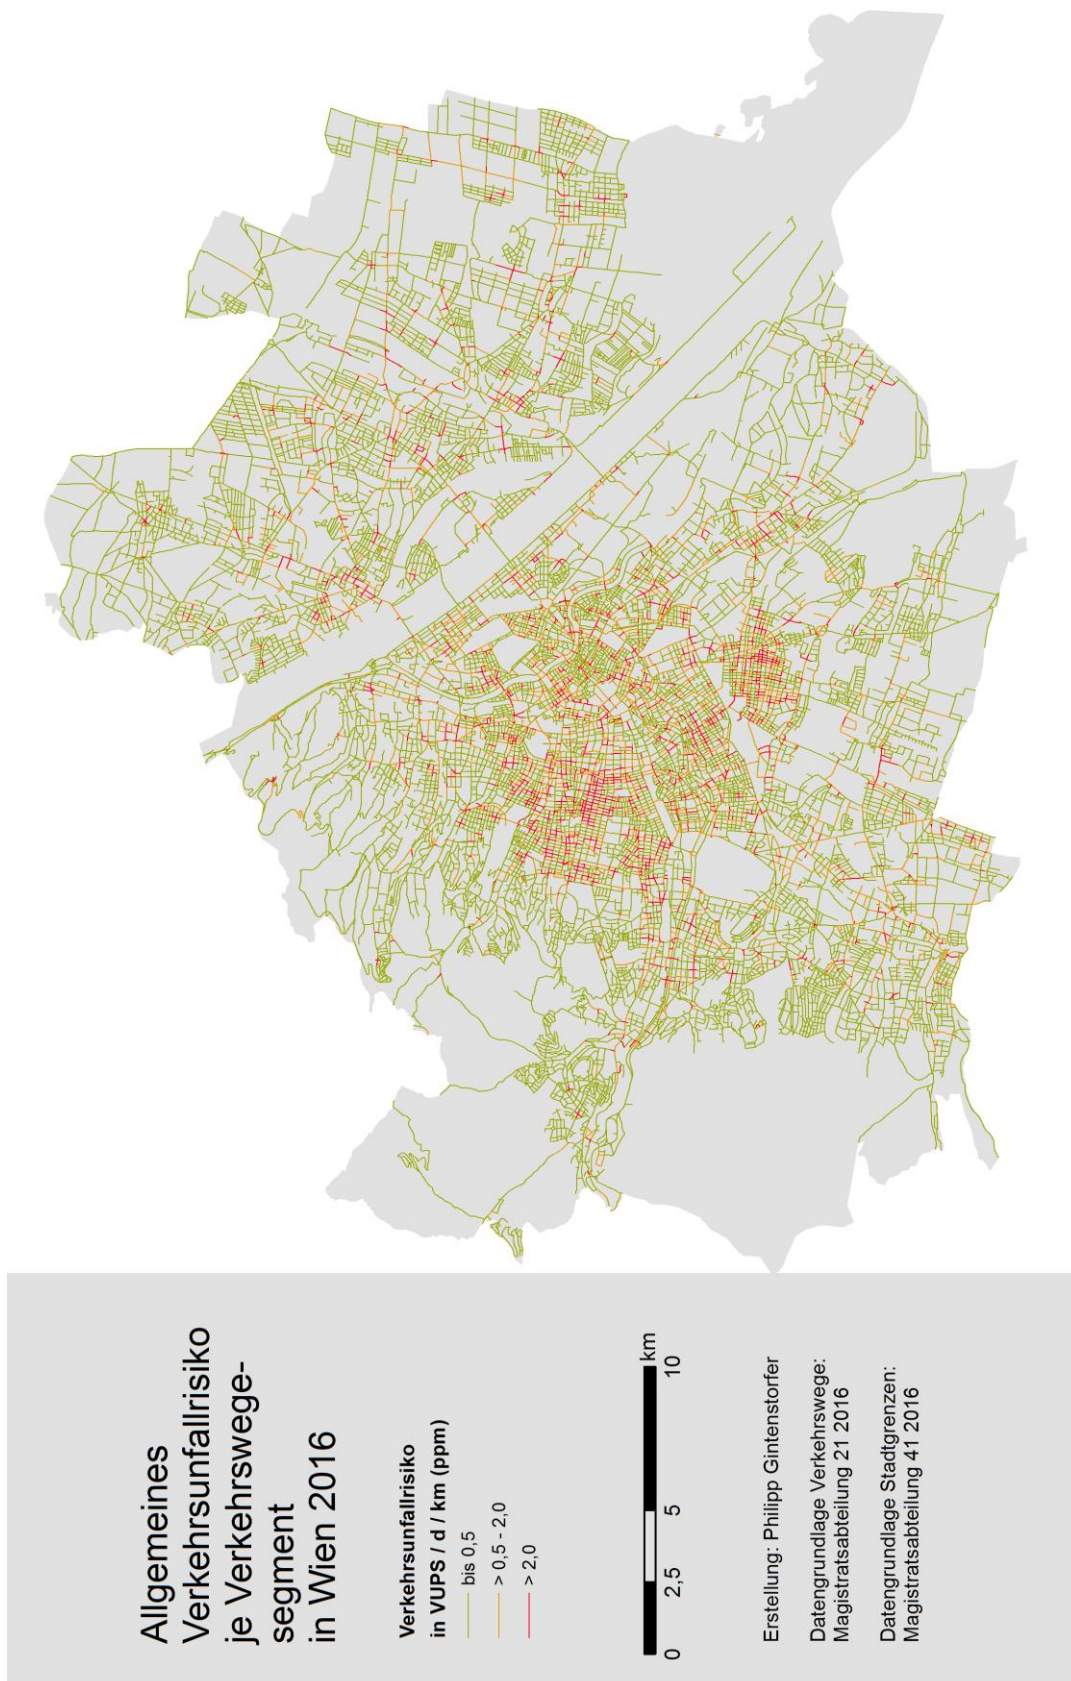 Allgemeines
Verkehrsunfallrisiko
je Verkehrswege-
segment
in Wien 2016
Verkehrsunfallrisiko
in VUPS / d / km (ppm)
bis 0,5
> 0,5 - 2,0
> 2,0
km
0 2,5 5 10
Erstellung: Philipp Gintenstorfer
Datengrundlage Verkehrswege:
Magistratsabteilung 21 2016
Datengrundlage Stadtgrenzen:
Magistratsabteilung 41 2016